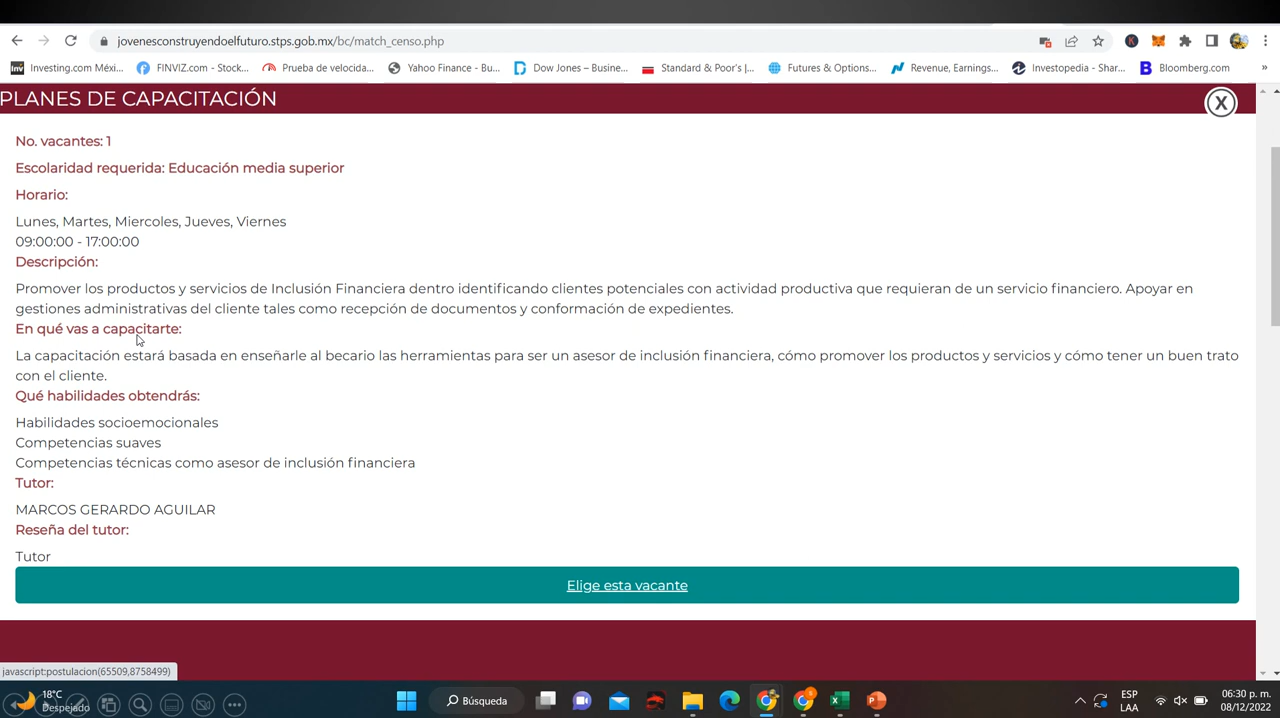 jovenesconstruyendoelfuturo.stps.gob.mx/bc/match_censo.php
Investing.com Méxi... FINVIZ.com - Stock... Prueba de velocida... Yahoo Finance - Bu... Dow Jones – Busine... Standard & Poor's |... Futures & Options... Revenue, Earnings... Investopedia - Shar... Bloomberg.com »
PLANES DE CAPACITACIÓN
X
No. vacantes: 1
Escolaridad requerida: Educación media superior
Horario:
Lunes, Martes, Miercoles, Jueves, Viernes
09:00:00 - 17:00:00
Descripción:
Promover los productos y servicios de Inclusión Financiera dentro identificando clientes potenciales con actividad productiva que requieran de un servicio financiero. Apoyar en
gestiones administrativas del cliente tales como recepción de documentos y conformación de expedientes.
En qué vas a capacitarte:
La capacitación estará basada en enseñarle al becario las herramientas para ser un asesor de inclusión financiera, cómo promover los productos y servicios y cómo tener un buen trato
con el cliente.
Qué habilidades obtendrás:
Habilidades socioemocionales
Competencias suaves
Competencias técnicas como asesor de inclusión financiera
Tutor:
MARCOS GERARDO AGUILAR
Reseña del tutor:
Tutor
Elige esta vacante
javascript:postulacion(65509,8758499)
18°C
Despejado
Búsqueda
ESP
LAA
06:30 p. m.
08/12/2022